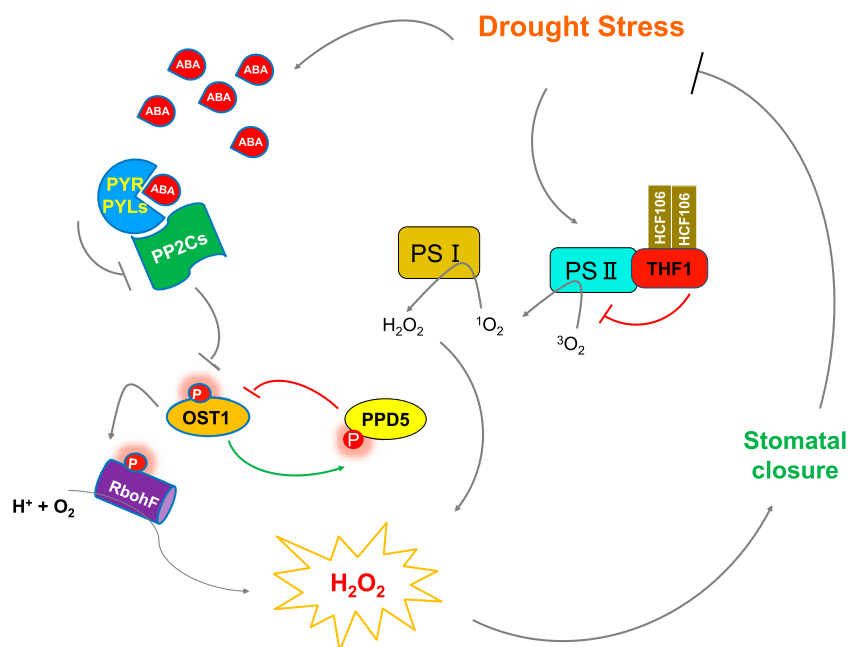 Drought Stress
ABA
ABA
ABA
ABA
ABA
PYR
PYLs
ABA
PP2Cs
HCF106
HCF106
PS Ⅰ
PS Ⅱ
THF1
H₂O₂
¹O₂
³O₂
P
OST1
PPD5
P
P
RbohF
H⁺ + O₂
Stomatal
closure
H₂O₂